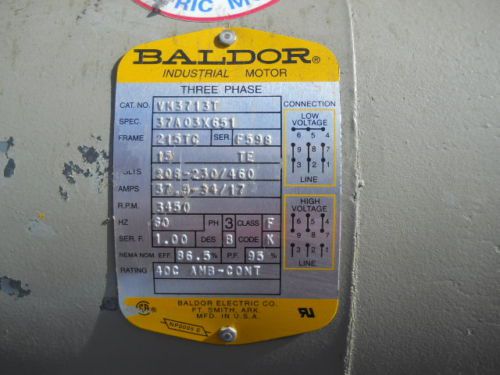 RIC MOTOR
BALDOR®
INDUSTRIAL MOTOR
THREE PHASE
CAT. NO. VM3713T
SPEC. 37A03X651
FRAME 215TC SER. F598
15 TE
VOLTS 208-230/460
AMPS 37.9-34/17
R.P.M. 3450
HZ 60 PH 3 CLASS F
SER. F. 1.00 DES B CODE K
NEMA NOM. EFF 86.5% P.F. 95 %
RATING 40C AMB-CONT
CONNECTION
LOW VOLTAGE
6 5 4
9 8 7
3 2 1
LINE
HIGH VOLTAGE
6 5 4
9 8 7
3 2 1
LINE
BALDOR ELECTRIC CO.
FT. SMITH, ARK.
MFD. IN U.S.A.